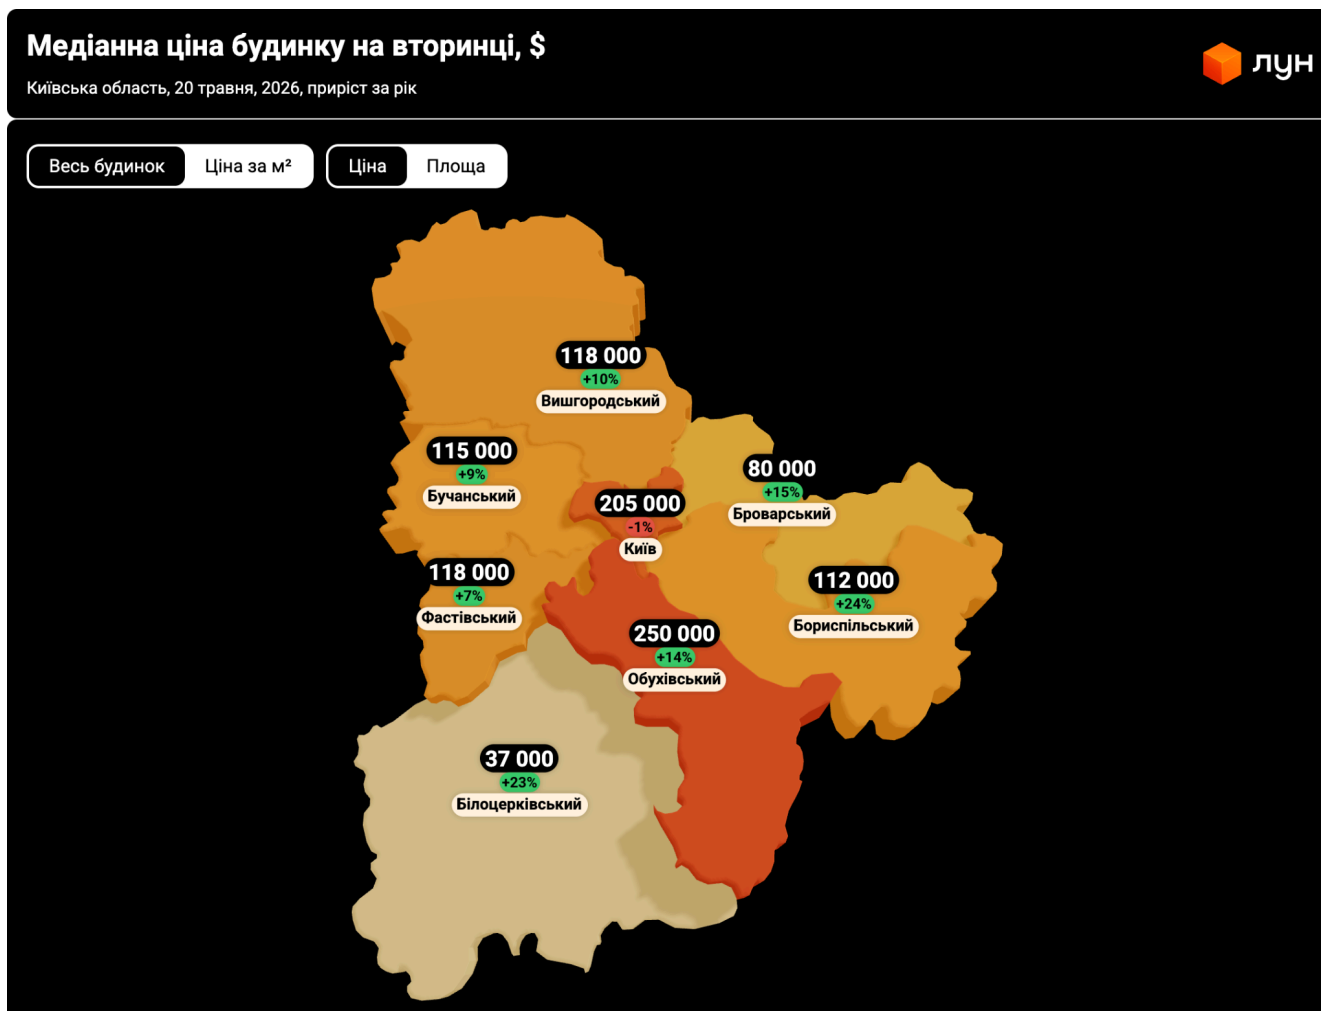 Медіанна ціна будинку на вторинці, $
Київська область, 20 травня, 2026, приріст за рік
лун
Весь будинок
Ціна за м²
Ціна
Площа
118 000
+10%
Вишгородський
115 000
+9%
Бучанський
80 000
+15%
Броварський
205 000
-1%
Київ
118 000
+7%
Фастівський
112 000
+24%
Бориспільський
250 000
+14%
Обухівський
37 000
+23%
Білоцерківський